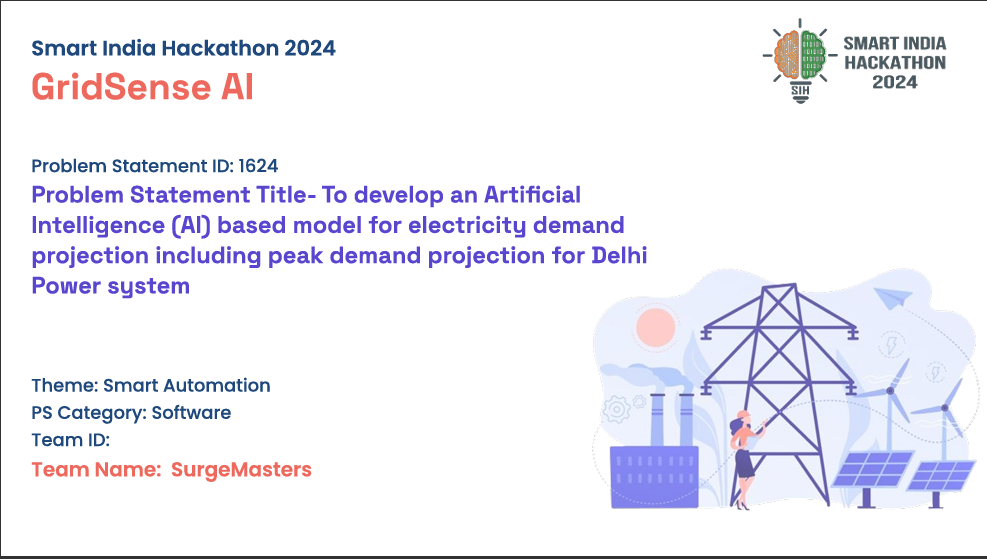 Smart India Hackathon 2024
GridSense AI
SIH
SMART INDIA
HACKATHON
2024
Problem Statement ID: 1624
Problem Statement Title- To develop an Artificial
Intelligence (AI) based model for electricity demand
projection including peak demand projection for Delhi
Power system
Theme: Smart Automation
PS Category: Software
Team ID:
Team Name: SurgeMasters